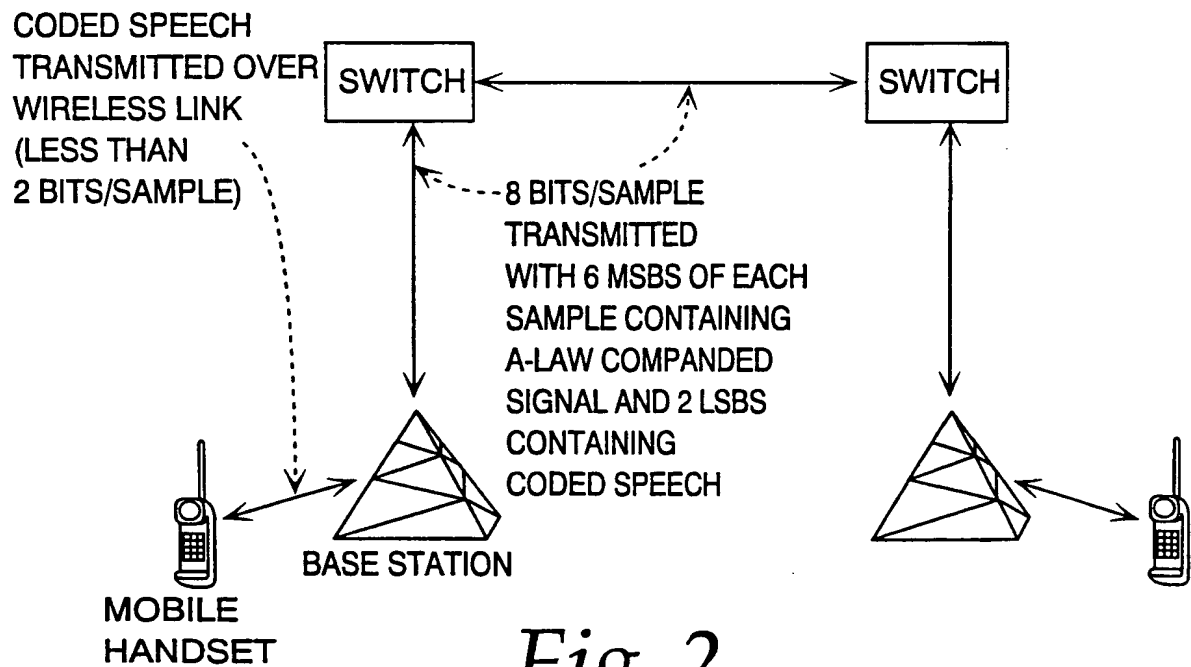 CODED SPEECH
TRANSMITTED OVER
WIRELESS LINK
(LESS THAN
2 BITS/SAMPLE)
SWITCH
SWITCH
8 BITS/SAMPLE
TRANSMITTED
WITH 6 MSBS OF EACH
SAMPLE CONTAINING
A-LAW COMPANDED
SIGNAL AND 2 LSBS
CONTAINING
CODED SPEECH
BASE STATION
MOBILE
HANDSET
Fig. 2